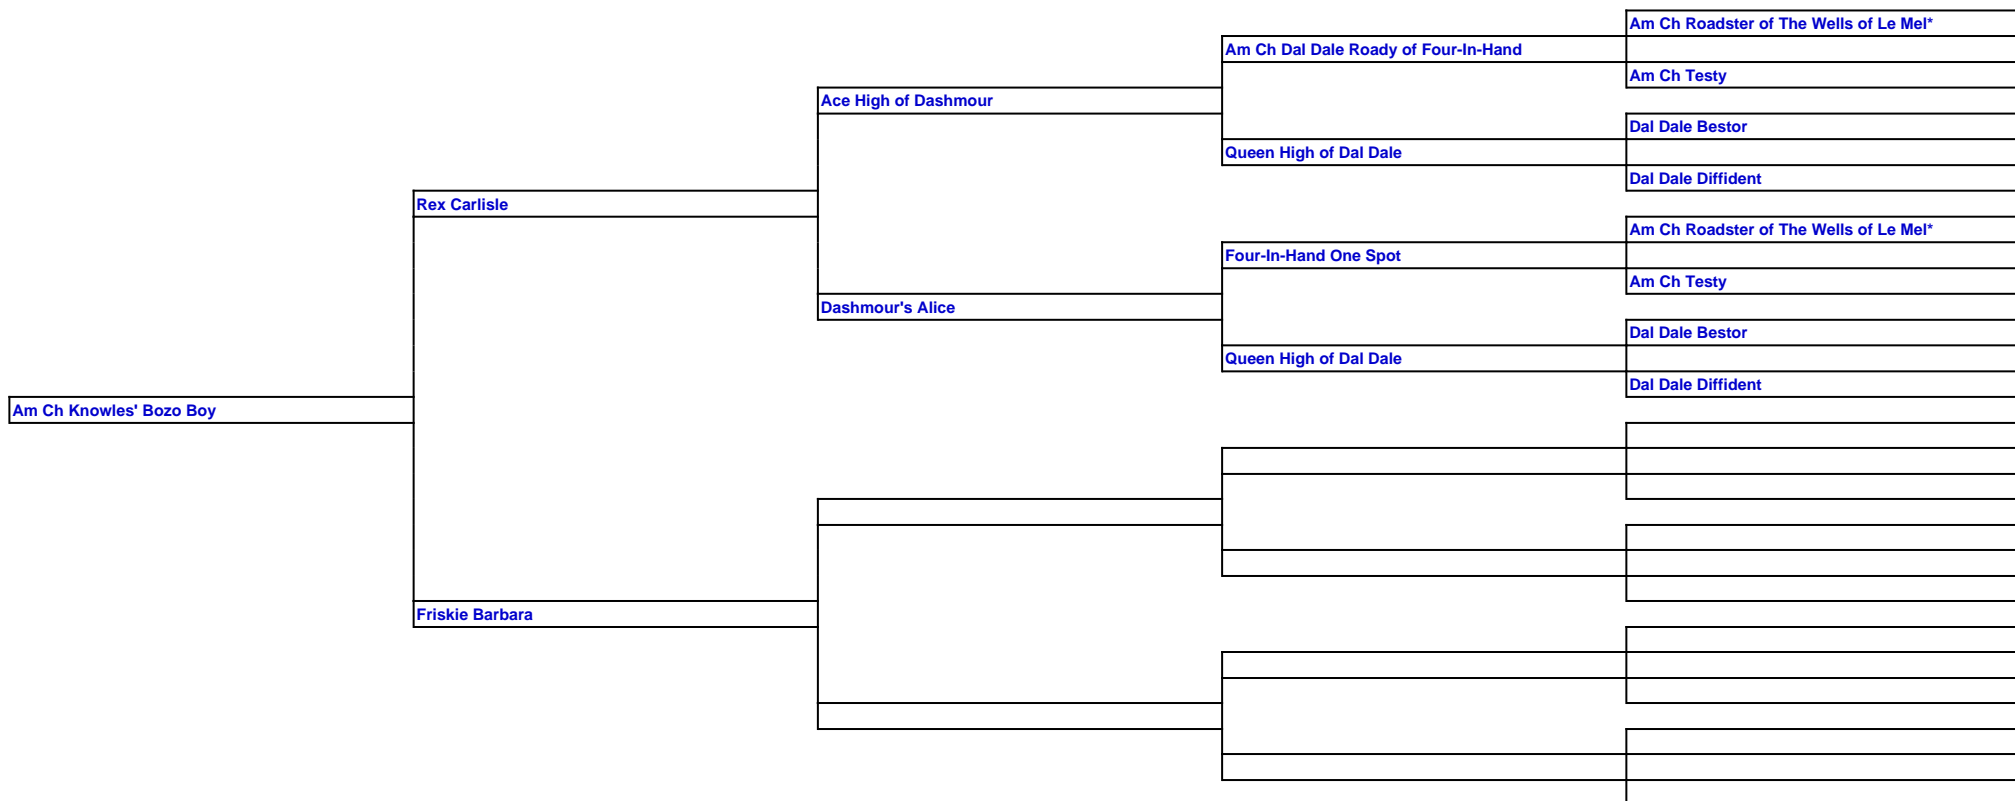 Am Ch Roadster of The Wells of Le Mel*
Am Ch Dal Dale Roady of Four-In-Hand
Am Ch Testy
Ace High of Dashmour
Dal Dale Bestor
Queen High of Dal Dale
Dal Dale Diffident
Rex Carlisle
Am Ch Roadster of The Wells of Le Mel*
Four-In-Hand One Spot
Am Ch Testy
Dashmour's Alice
Dal Dale Bestor
Queen High of Dal Dale
Dal Dale Diffident
Am Ch Knowles' Bozo Boy
Friskie Barbara